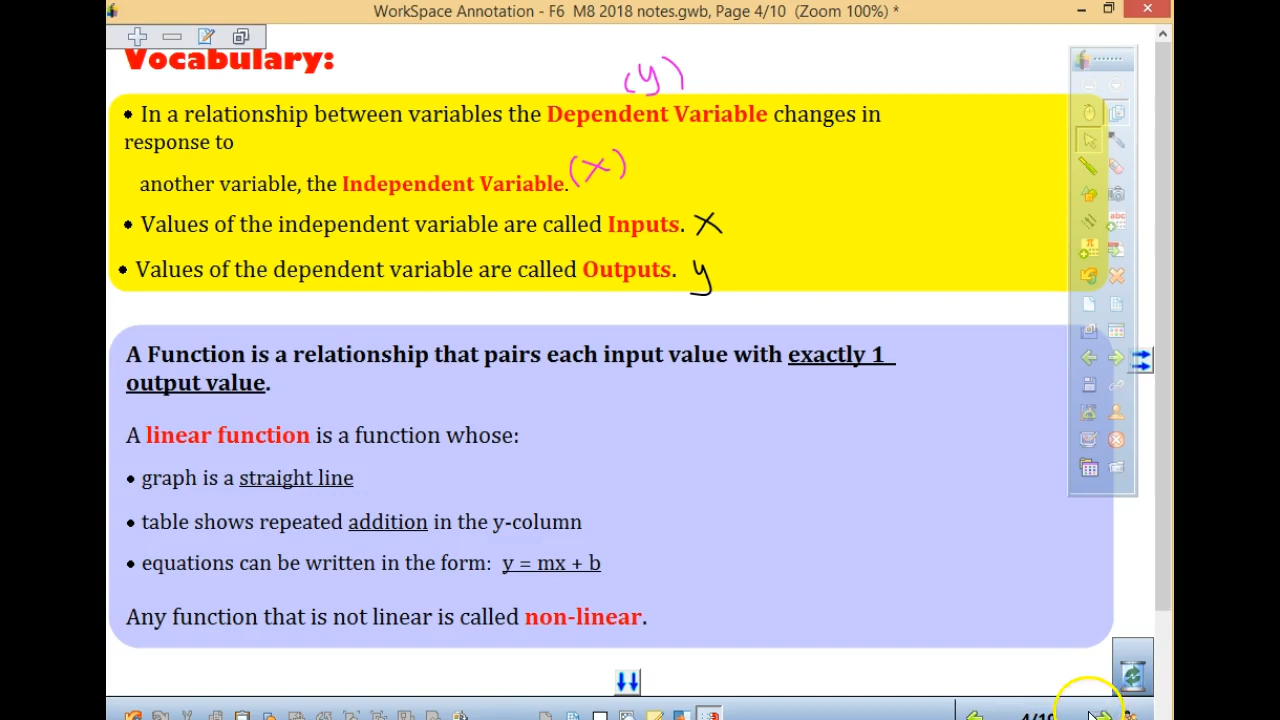 WorkSpace Annotation - F6 M8 2018 notes.gwb, Page 4/10 (Zoom 100%) *
Vocabulary:
(y)
• In a relationship between variables the Dependent Variable changes in
response to
another variable, the Independent Variable. (x)
• Values of the independent variable are called Inputs. x
• Values of the dependent variable are called Outputs. y
A Function is a relationship that pairs each input value with exactly 1
output value.
A linear function is a function whose:
• graph is a straight line
• table shows repeated addition in the y-column
• equations can be written in the form: y = mx + b
Any function that is not linear is called non-linear.